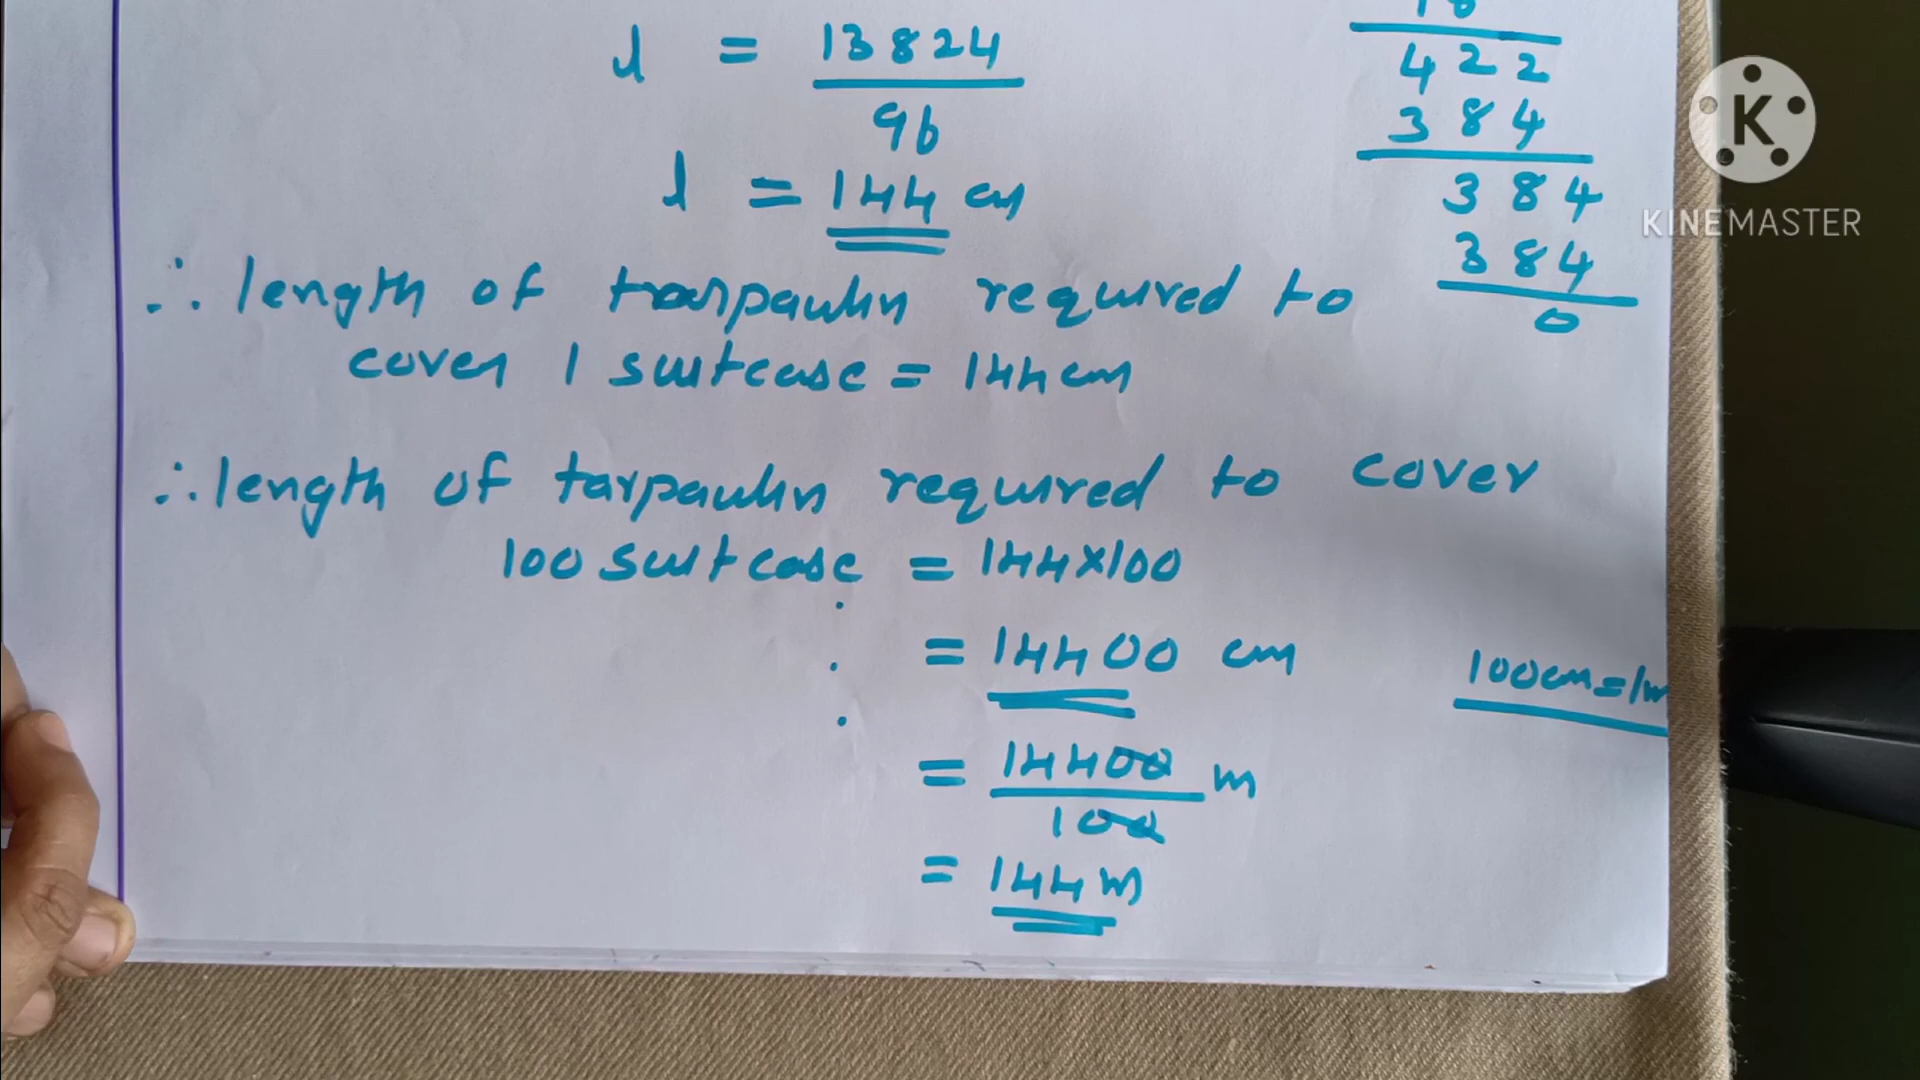 l = 13824
96
l = 144 cm
∴ length of tarpaulin required to
cover 1 suitcase = 144 cm
∴ length of tarpaulin required to cover
100 suitcase = 144×100
= 14400 cm
= 14400 m
100
= 144 m
422
384
384
384
0
100cm = 1m
K
KINEMASTER